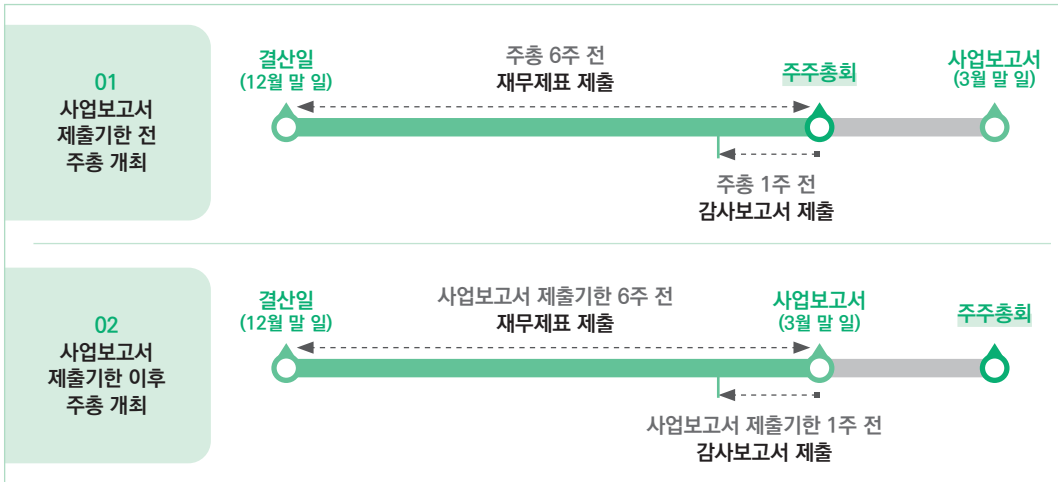 01
사업보고서
제출기한 전
주총 개최
결산일
(12월 말 일)
주총 6주 전
재무제표 제출
주주총회
사업보고서
(3월 말 일)
주총 1주 전
감사보고서 제출
02
사업보고서
제출기한 이후
주총 개최
결산일
(12월 말 일)
사업보고서 제출기한 6주 전
재무제표 제출
사업보고서
(3월 말 일)
주주총회
사업보고서 제출기한 1주 전
감사보고서 제출